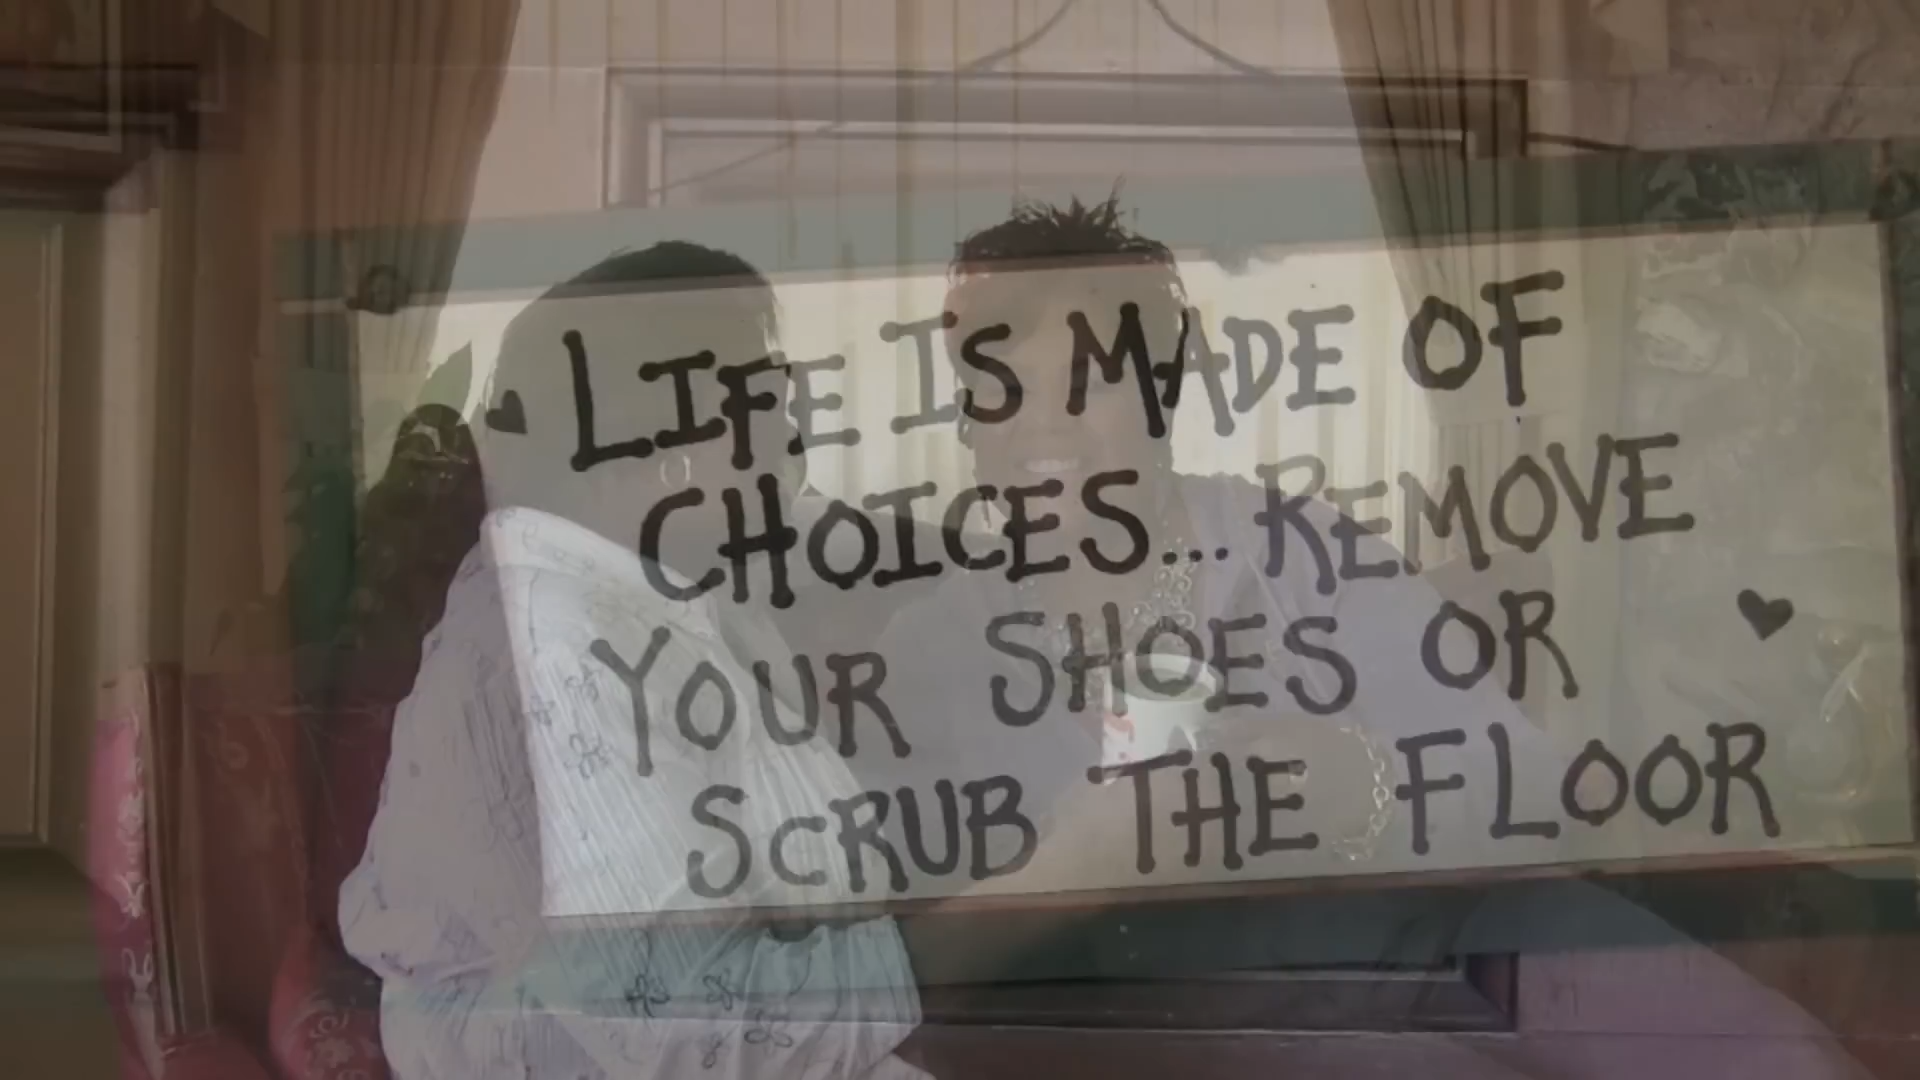 LIFE IS MADE OF
CHOICES... REMOVE
YOUR SHOES OR
SCRUB THE FLOOR